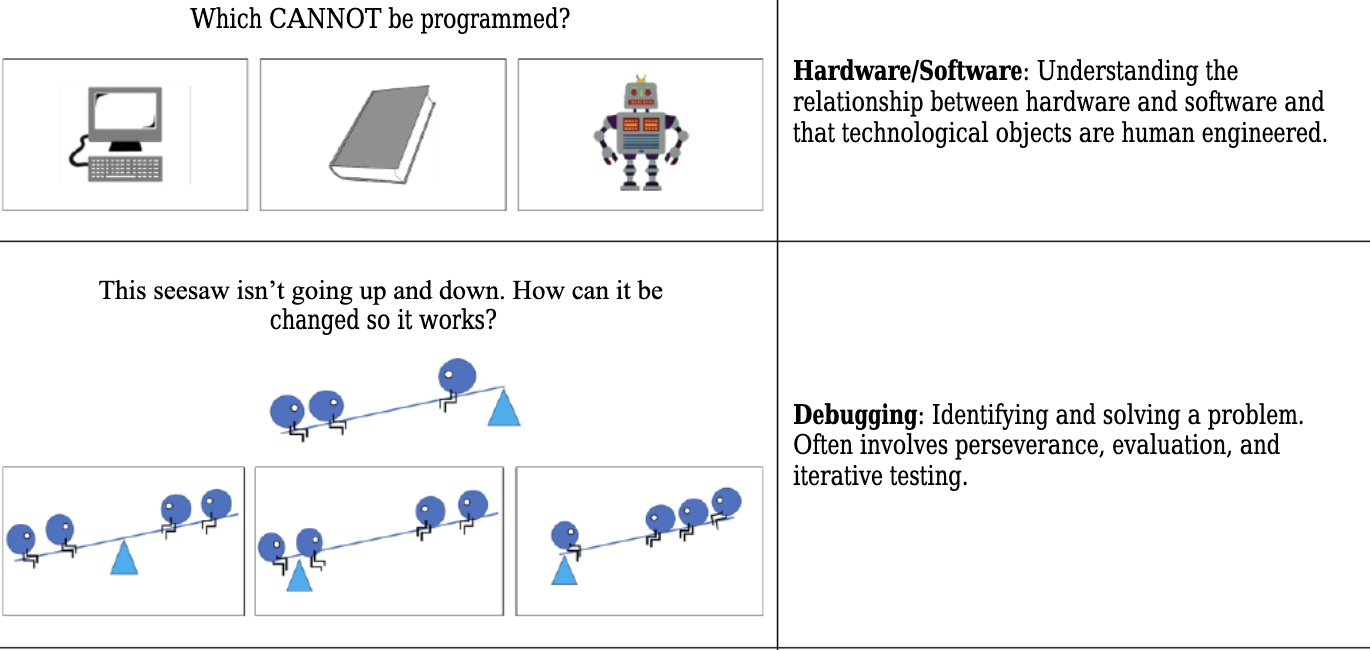 Which CANNOT be programmed?
Hardware/Software: Understanding the
relationship between hardware and software and
that technological objects are human engineered.
This seesaw isn’t going up and down. How can it be
changed so it works?
Debugging: Identifying and solving a problem.
Often involves perseverance, evaluation, and
iterative testing.